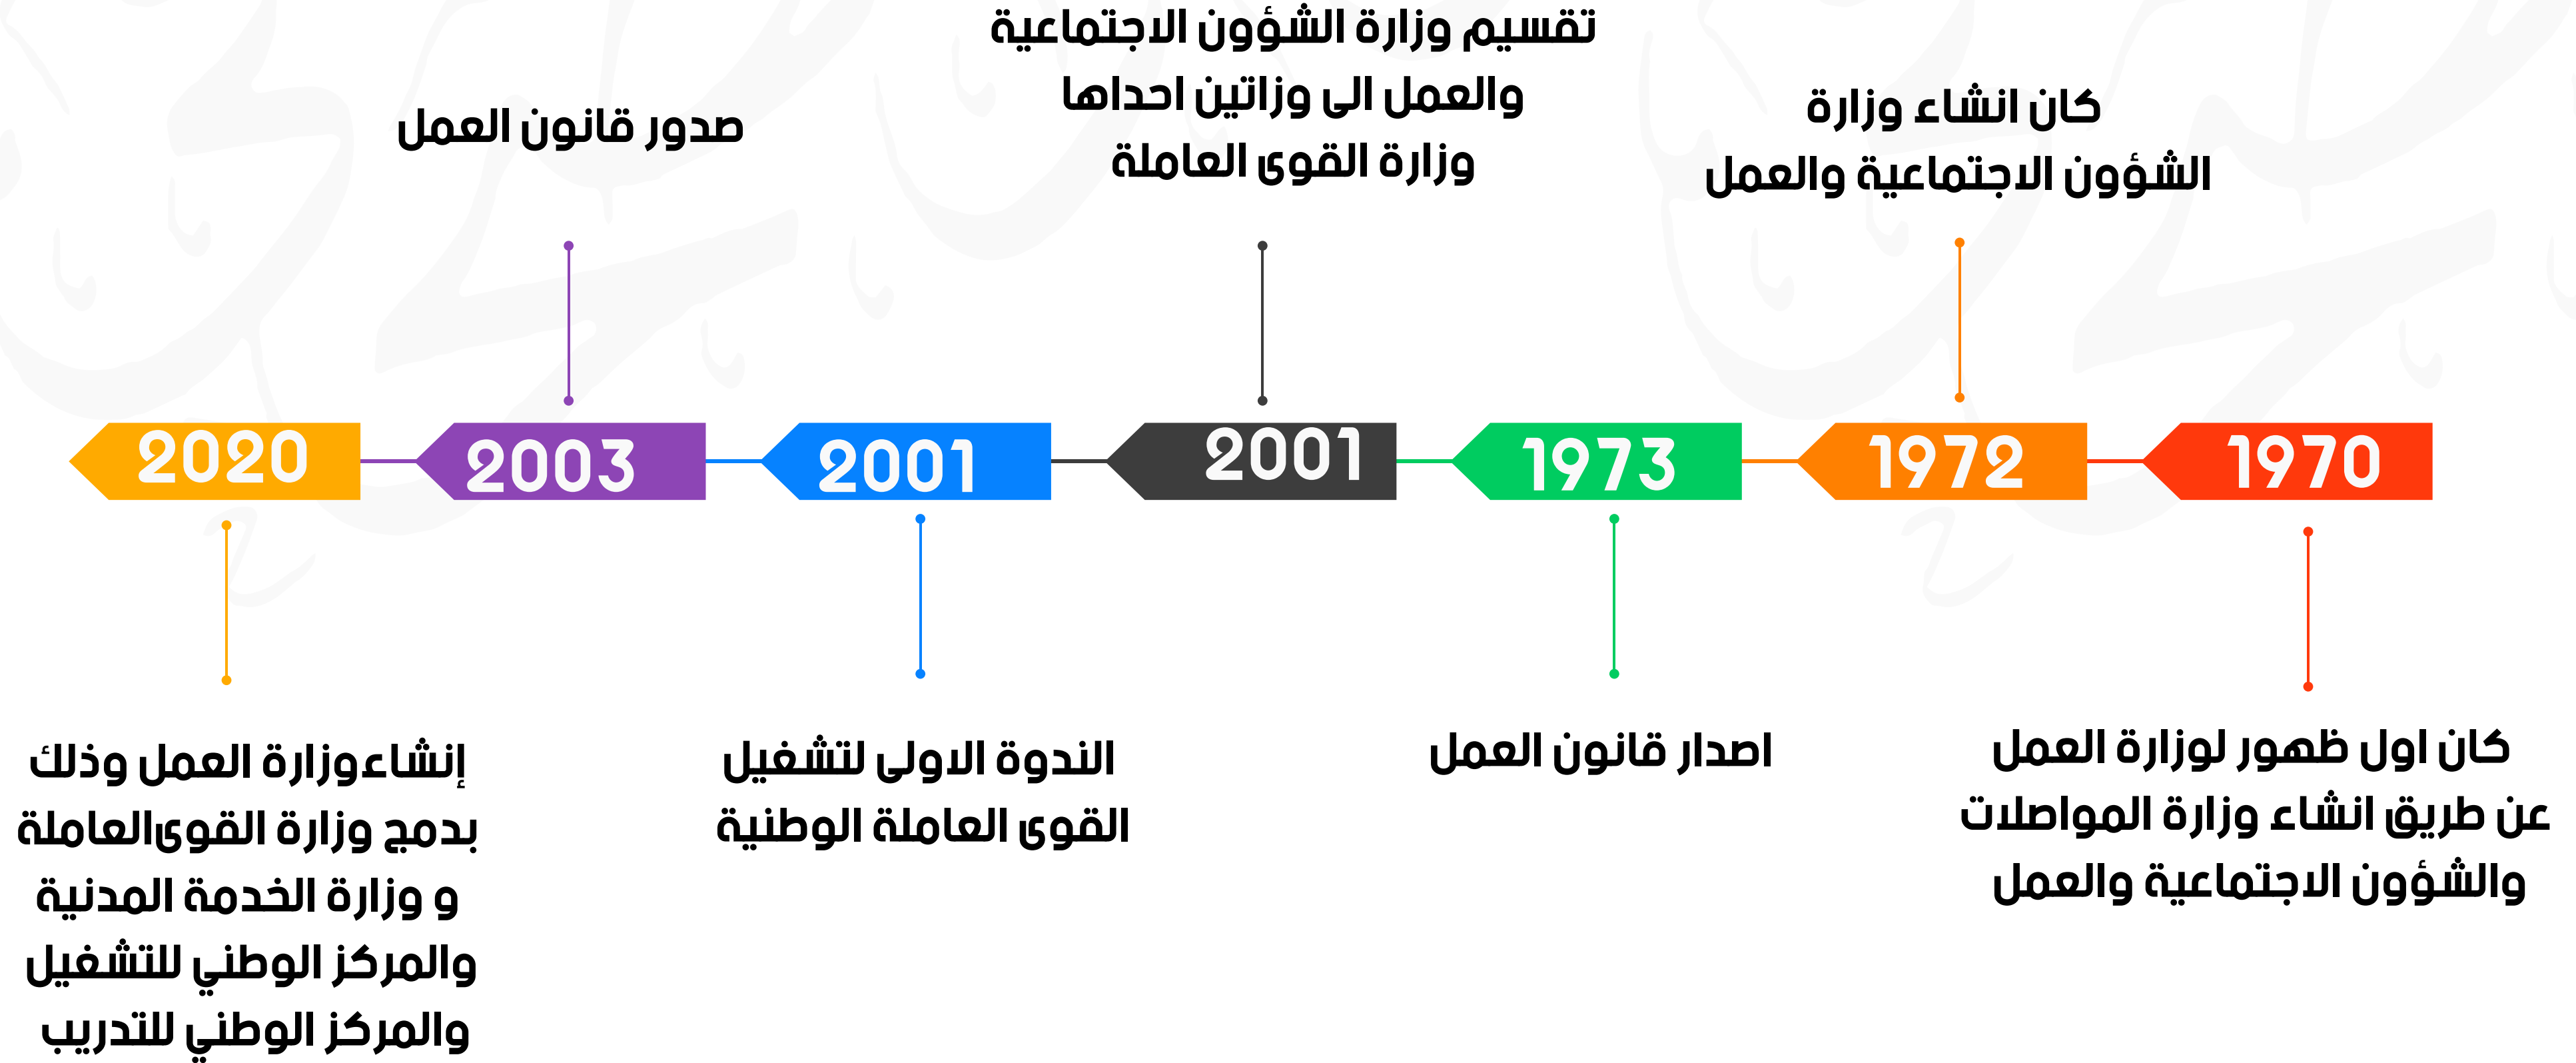 1970
كان اول ظهور لوزارة العمل
عن طريق انشاء وزارة المواصلات
والشؤون الاجتماعية والعمل
1972
كان انشاء وزارة
الشؤون الاجتماعية والعمل
1973
اصدار قانون العمل
2001
تقسيم وزارة الشؤون الاجتماعية
والعمل الى وزاتين احداها
وزارة القوى العاملة
2001
الندوة الاولى لتشغيل
القوى العاملة الوطنية
2003
صدور قانون العمل
2020
إنشاءوزارة العمل وذلك
بدمج وزارة القوىالعاملة
و وزارة الخدمة المدنية
والمركز الوطني للتشغيل
والمركز الوطني للتدريب